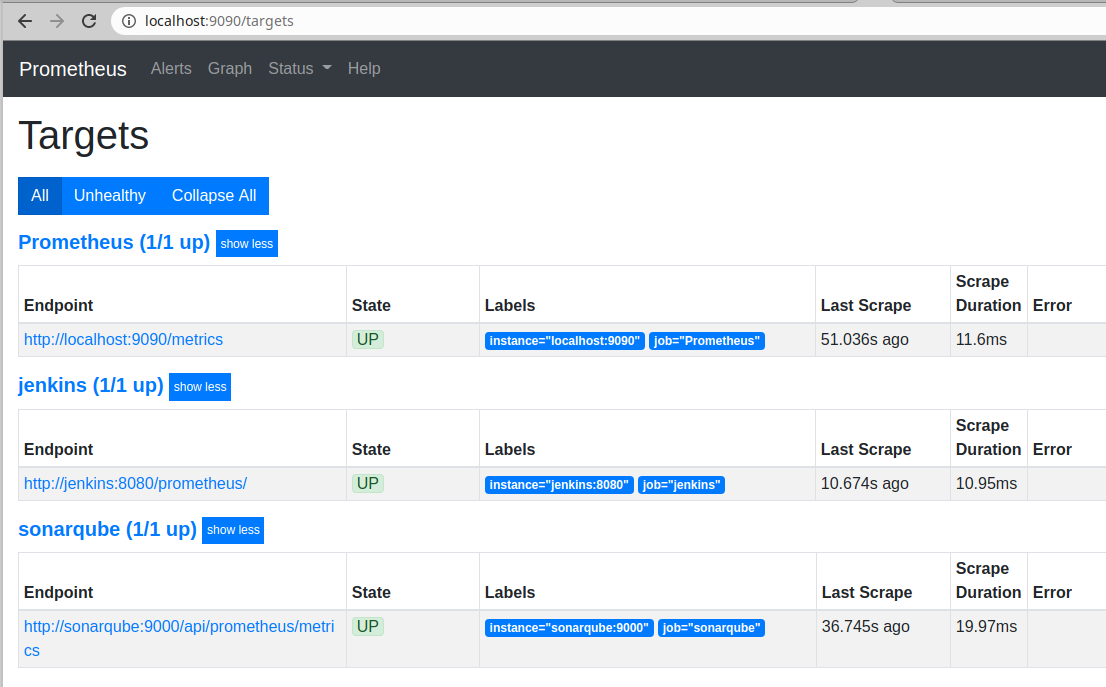 localhost:9090/targets
Prometheus Alerts Graph Status Help
Targets
All Unhealthy Collapse All
Prometheus (1/1 up) show less
Endpoint State Labels Last Scrape Scrape Duration Error
http://localhost:9090/metrics UP instance="localhost:9090" job="Prometheus" 51.036s ago 11.6ms
jenkins (1/1 up) show less
Endpoint State Labels Last Scrape Scrape Duration Error
http://jenkins:8080/prometheus/ UP instance="jenkins:8080" job="jenkins" 10.674s ago 10.95ms
sonarqube (1/1 up) show less
Endpoint State Labels Last Scrape Scrape Duration Error
http://sonarqube:9000/api/prometheus/metri UP instance="sonarqube:9000" job="sonarqube" 36.745s ago 19.97ms
cs